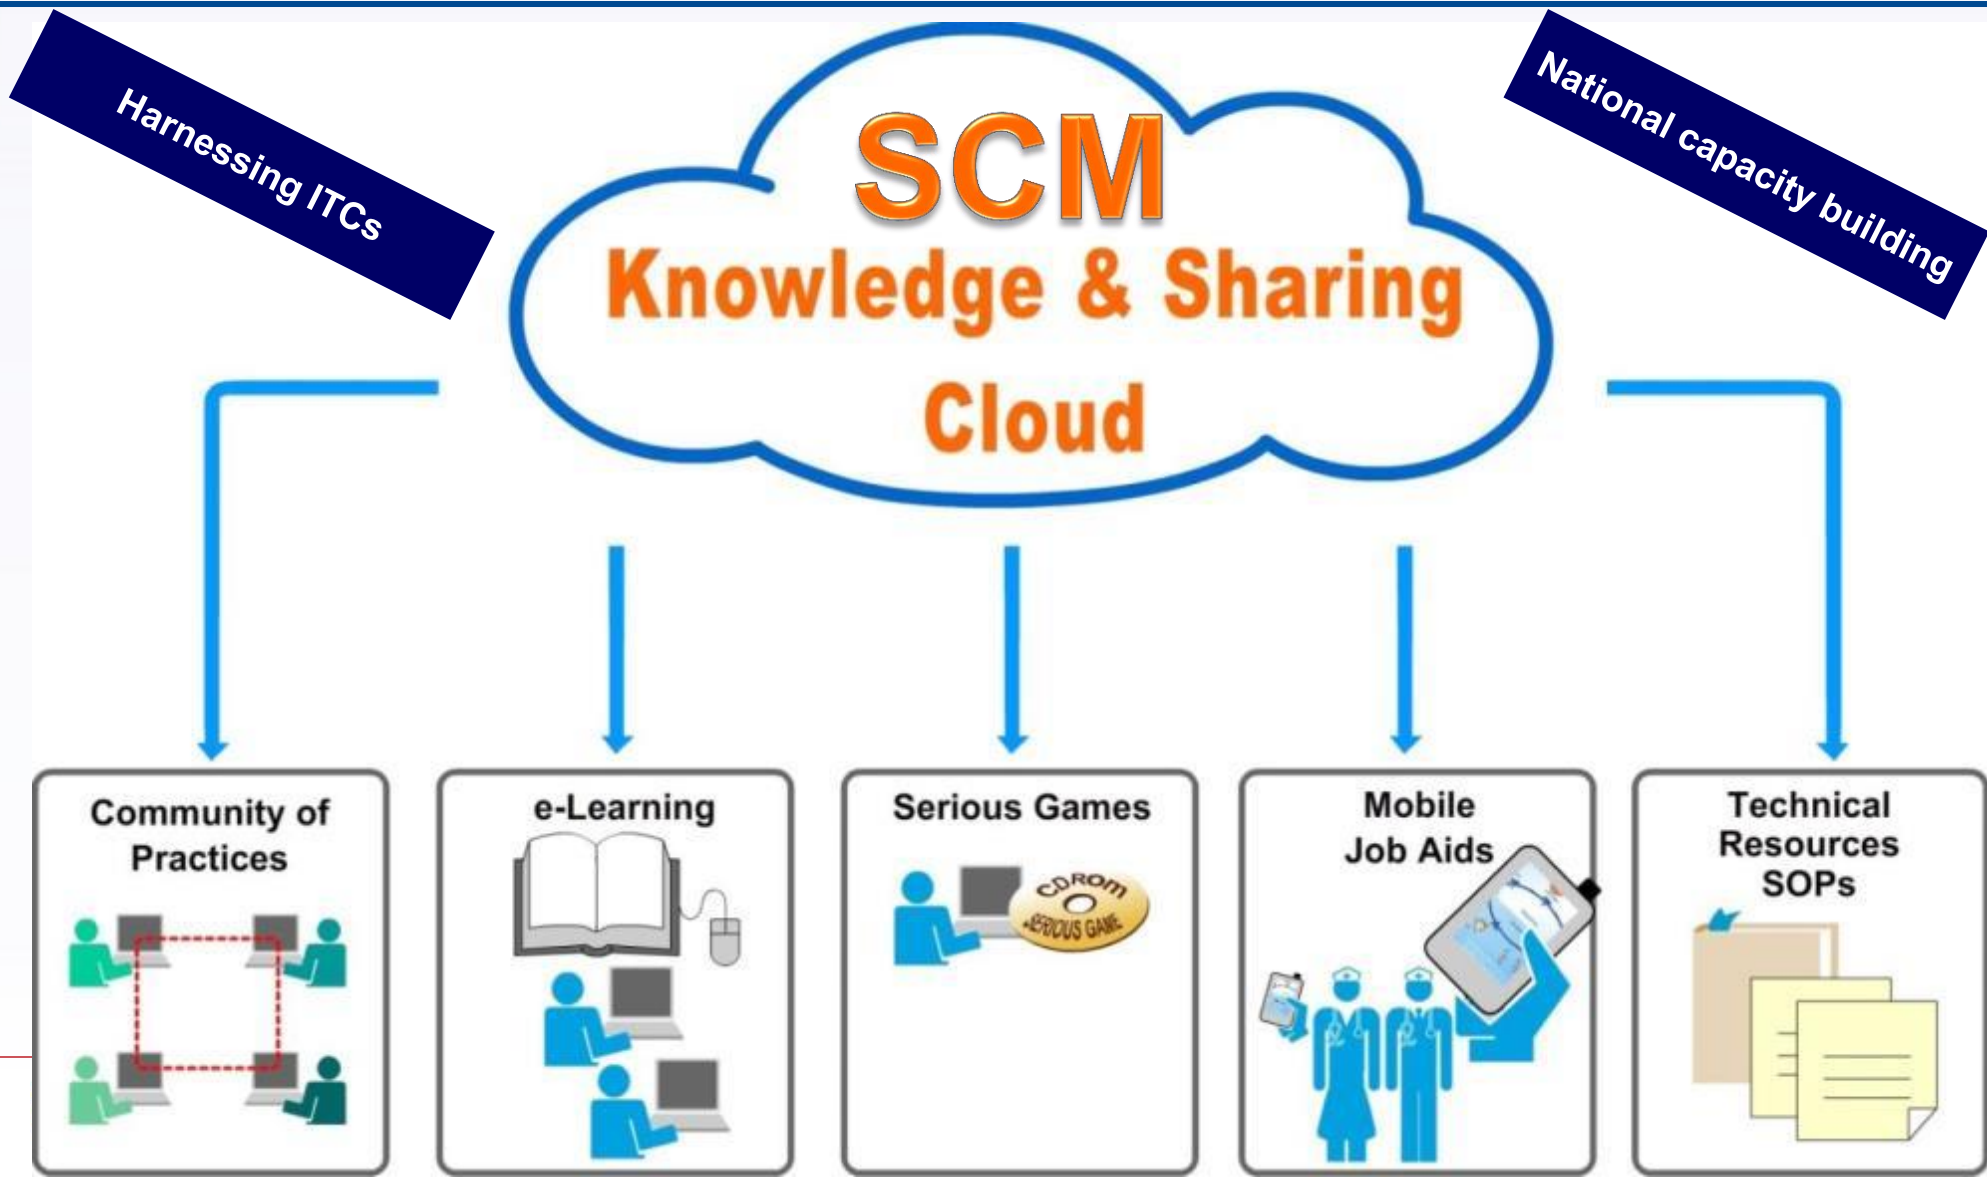 Harnessing ITCs
National capacity building
SCM
Knowledge & Sharing
Cloud
Community of
Practices
e-Learning
Serious Games
CDROM
SERIOUS GAME
Mobile
Job Aids
Technical
Resources
SOPs